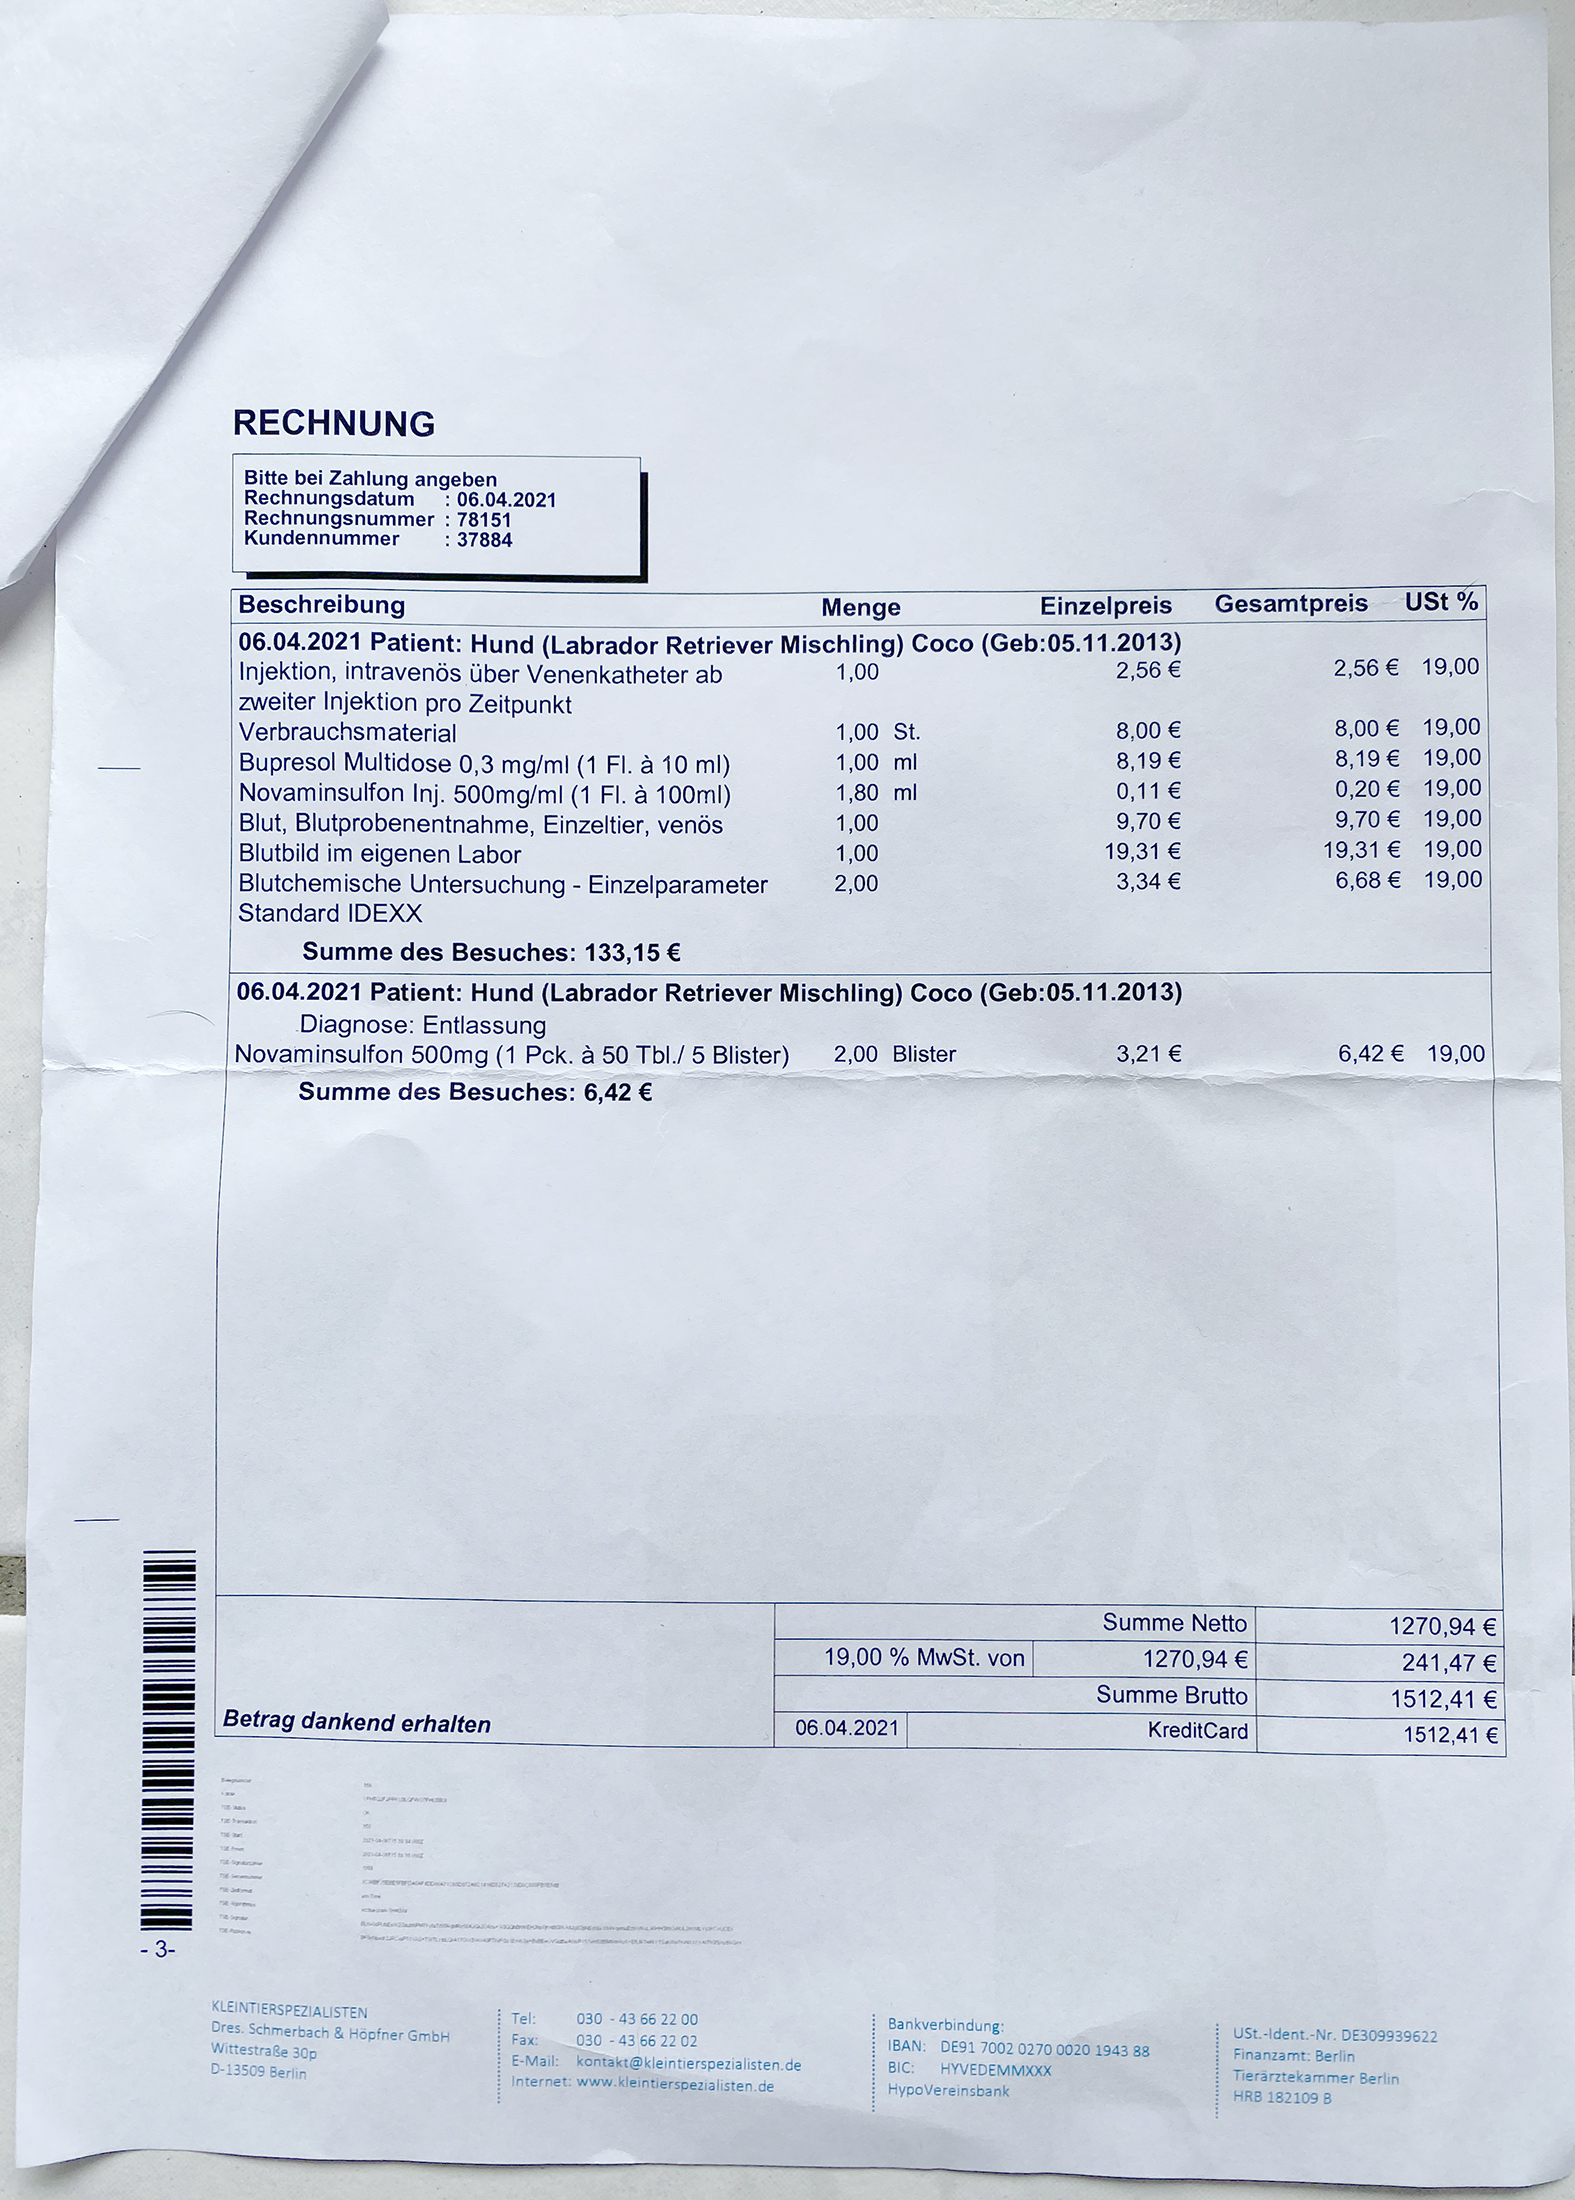 RECHNUNG
Bitte bei Zahlung angeben
Rechnungsdatum : 06.04.2021
Rechnungsnummer : 78151
Kundennummer : 37884
Beschreibung Menge Einzelpreis Gesamtpreis USt %
06.04.2021 Patient: Hund (Labrador Retriever Mischling) Coco (Geb:05.11.2013)
Injektion, intravenös über Venenkatheter ab 1,00 2,56 € 2,56 € 19,00
zweiter Injektion pro Zeitpunkt
Verbrauchsmaterial 1,00 St. 8,00 € 8,00 € 19,00
Bupresol Multidose 0,3 mg/ml (1 Fl. à 10 ml) 1,00 ml 8,19 € 8,19 € 19,00
Novaminsulfon Inj. 500mg/ml (1 Fl. à 100ml) 1,80 ml 0,11 € 0,20 € 19,00
Blut, Blutprobenentnahme, Einzeltier, venös 1,00 9,70 € 9,70 € 19,00
Blutbild im eigenen Labor 1,00 19,31 € 19,31 € 19,00
Blutchemische Untersuchung - Einzelparameter 2,00 3,34 € 6,68 € 19,00
Standard IDEXX
Summe des Besuches: 133,15 €
06.04.2021 Patient: Hund (Labrador Retriever Mischling) Coco (Geb:05.11.2013)
Diagnose: Entlassung
Novaminsulfon 500mg (1 Pck. à 50 Tbl./ 5 Blister) 2,00 Blister 3,21 € 6,42 € 19,00
Summe des Besuches: 6,42 €
Summe Netto 1270,94 €
19,00 % MwSt. von 1270,94 € 241,47 €
Summe Brutto 1512,41 €
Betrag dankend erhalten 06.04.2021 KreditCard 1512,41 €
- 3-
KLEINTIERSPEZIALISTEN
Dres. Schmerbach & Höpfner GmbH
Wittestraße 30p
D-13509 Berlin
Tel: 030 - 43 66 22 00
Fax: 030 - 43 66 22 02
E-Mail: kontakt@kleintierspezialisten.de
Internet: www.kleintierspezialisten.de
Bankverbindung:
IBAN: DE91 7002 0270 0020 1943 88
BIC: HYVEDEMMXXX
HypoVereinsbank
USt.-Ident.-Nr. DE309939622
Finanzamt: Berlin
Tierärztekammer Berlin
HRB 182109 B